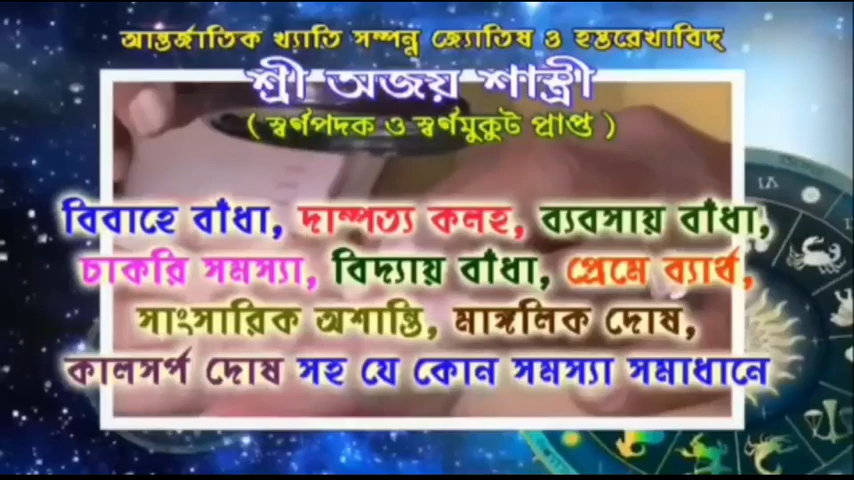 আন্তর্জাতিক খ্যাতি সম্পন্ন জ্যোতিষ ও হস্তরেখাবিদ্
শ্রী অজয় শাস্ত্রী
( স্বর্ণপদক ও স্বর্ণমুকুট প্রাপ্ত )
বিবাহে বাঁধা, দাম্পত্য কলহ, ব্যবসায় বাঁধা,
চাকরি সমস্যা, বিদ্যায় বাঁধা, প্রেমে ব্যার্থ,
সাংসারিক অশান্তি, মাঙ্গলিক দোষ,
কালসর্প দোষ সহ যে কোন সমস্যা সমাধানে